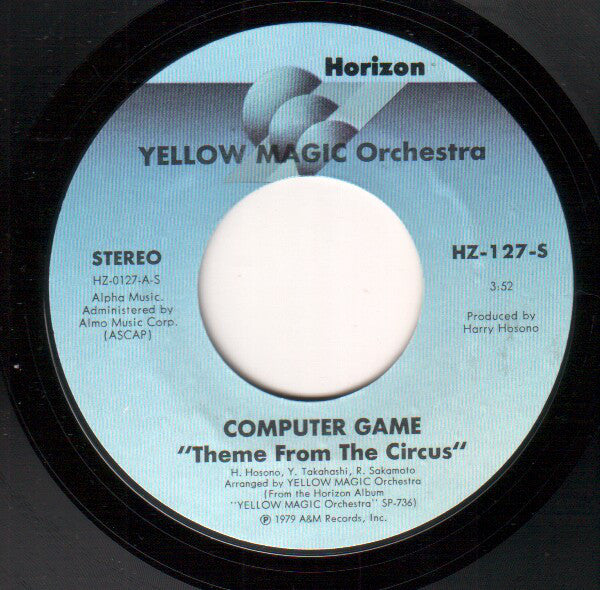 Horizon
YELLOW MAGIC Orchestra
STEREO
HZ-0127-A-S
Alpha Music.
Administered by
Almo Music Corp.
(ASCAP)
HZ-127-S
3:52
Produced by
Harry Hosono
COMPUTER GAME
"Theme From The Circus"
H. Hosono, Y. Takahashi, R. Sakamoto
Arranged by YELLOW MAGIC Orchestra
(From the Horizon Album
"YELLOW MAGIC Orchestra" SP-736)
℗ 1979 A&M Records, Inc.